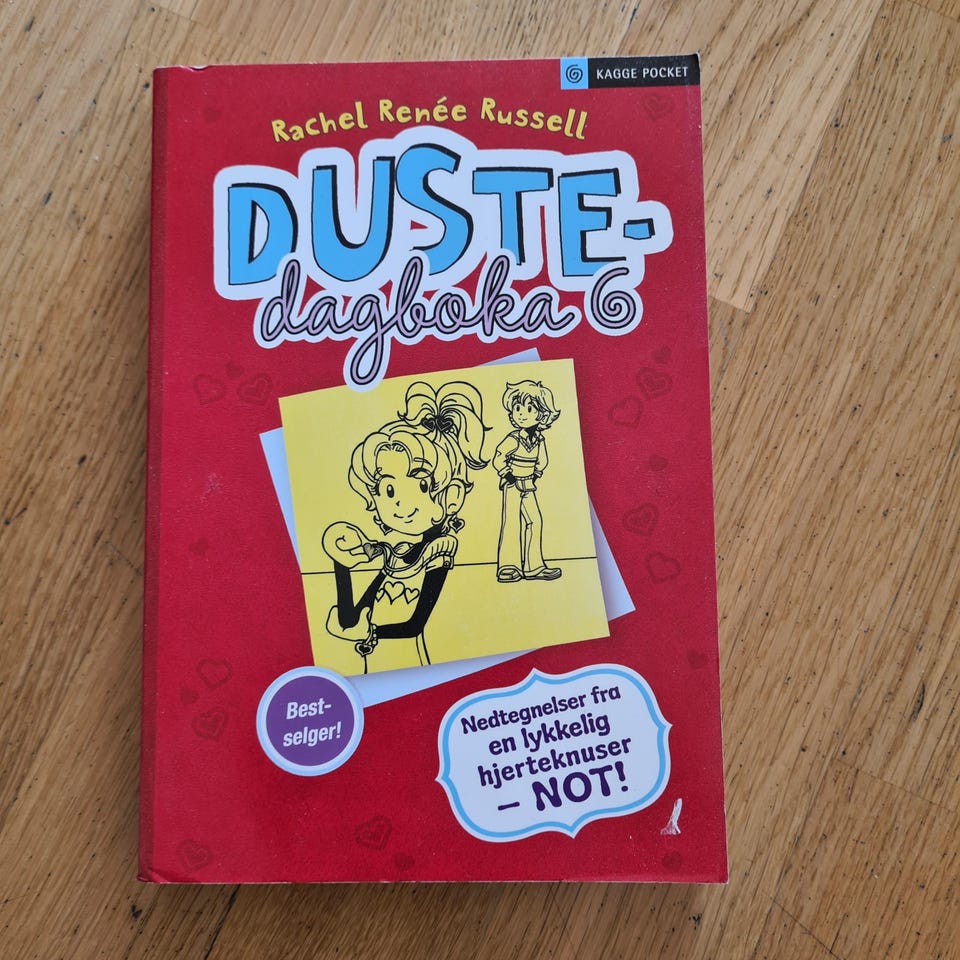 KAGGE POCKET
Rachel Renée Russell
DUSTE-
dagboka 6
Best-
selger!
Nedtegnelser fra
en lykkelig
hjerteknuser
– NOT!